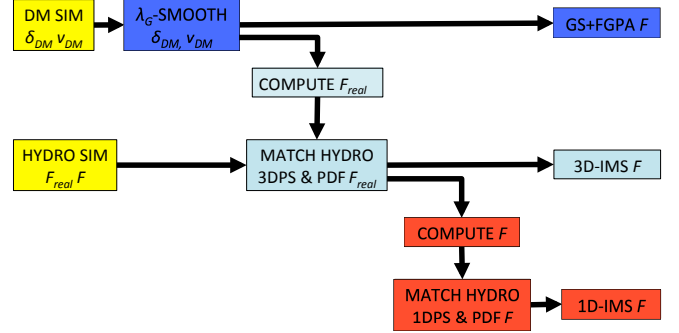 DM SIM
δDM vDM
λG-SMOOTH
δDM, vDM
GS+FGPA F
COMPUTE Freal
HYDRO SIM
Freal F
MATCH HYDRO
3DPS & PDF Freal
3D-IMS F
COMPUTE F
MATCH HYDRO
1DPS & PDF F
1D-IMS F